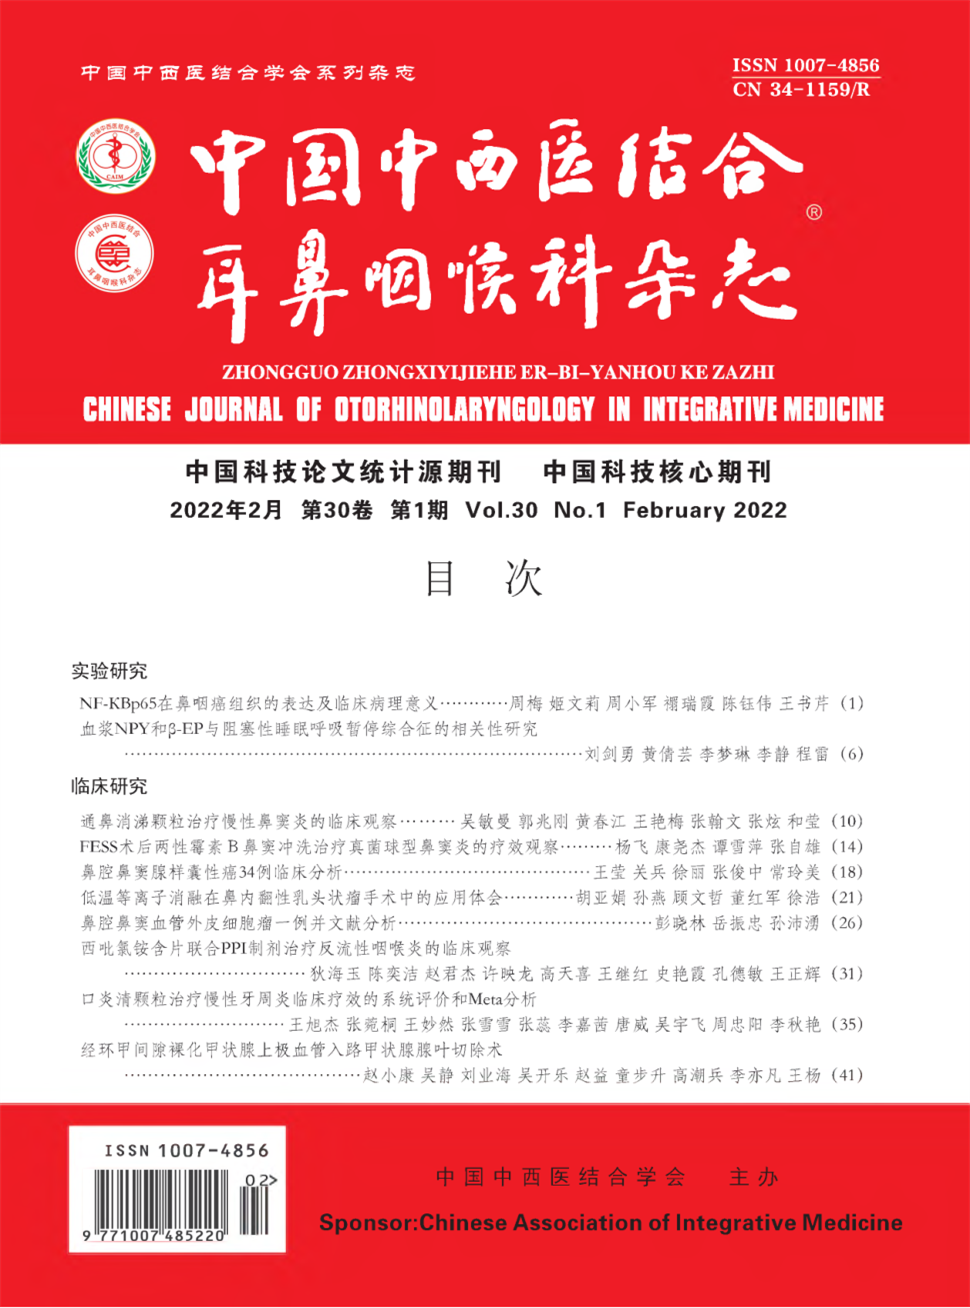 中国中西医结合学会系列杂志
ISSN 1007-4856
CN 34-1159/R
中国中西医结合学会
CAIM
中国中西医结合
耳鼻咽喉科杂志
中国中西医结合
®
耳鼻咽喉科杂志
ZHONGGUO ZHONGXIYIJIEHE ER-BI-YANHOU KE ZAZHI
CHINESE JOURNAL OF OTORHINOLARYNGOLOGY IN INTEGRATIVE MEDICINE
中国科技论文统计源期刊 中国科技核心期刊
2022年2月 第30卷 第1期 Vol.30 No.1 February 2022
目 次
实验研究
NF-KBp65在鼻咽癌组织的表达及临床病理意义…………周梅 姬文莉 周小军 禤瑞霞 陈钰伟 王书芹（1）
血浆NPY和β-EP与阻塞性睡眠呼吸暂停综合征的相关性研究
……………………………………………………………………刘剑勇 黄倩芸 李梦琳 李静 程雷（6）
临床研究
通鼻消涕颗粒治疗慢性鼻窦炎的临床观察………吴敏曼 郭兆刚 黄春江 王艳梅 张翰文 张炫 和莹（10）
FESS术后两性霉素 B 鼻窦冲洗治疗真菌球型鼻窦炎的疗效观察………杨飞 康尧杰 谭雪萍 张自雄（14）
鼻腔鼻窦腺样囊性癌34例临床分析……………………………………王莹 关兵 徐丽 张俊中 常玲美（18）
低温等离子消融在鼻内翻性乳头状瘤手术中的应用体会…………胡亚娟 孙燕 顾文哲 董红军 徐浩（21）
鼻腔鼻窦血管外皮细胞瘤一例并文献分析……………………………………彭晓林 岳振忠 孙沛湧（26）
西吡氯铵含片联合PPI制剂治疗反流性咽喉炎的临床观察
…………………………狄海玉 陈奕洁 赵君杰 许映龙 高天喜 王继红 史艳霞 孔德敏 王正辉（31）
口炎清颗粒治疗慢性牙周炎临床疗效的系统评价和Meta分析
………………………王旭杰 张菀桐 王妙然 张雪雪 张蕊 李嘉茜 唐威 吴宇飞 周忠阳 李秋艳（35）
经环甲间隙裸化甲状腺上极血管入路甲状腺腺叶切除术
…………………………………赵小康 吴静 刘业海 吴开乐 赵益 童步升 高潮兵 李亦凡 王杨（41）
ISSN 1007-4856
02>
9 771007 485220
中国中西医结合学会 主办
Sponsor:Chinese Association of Integrative Medicine